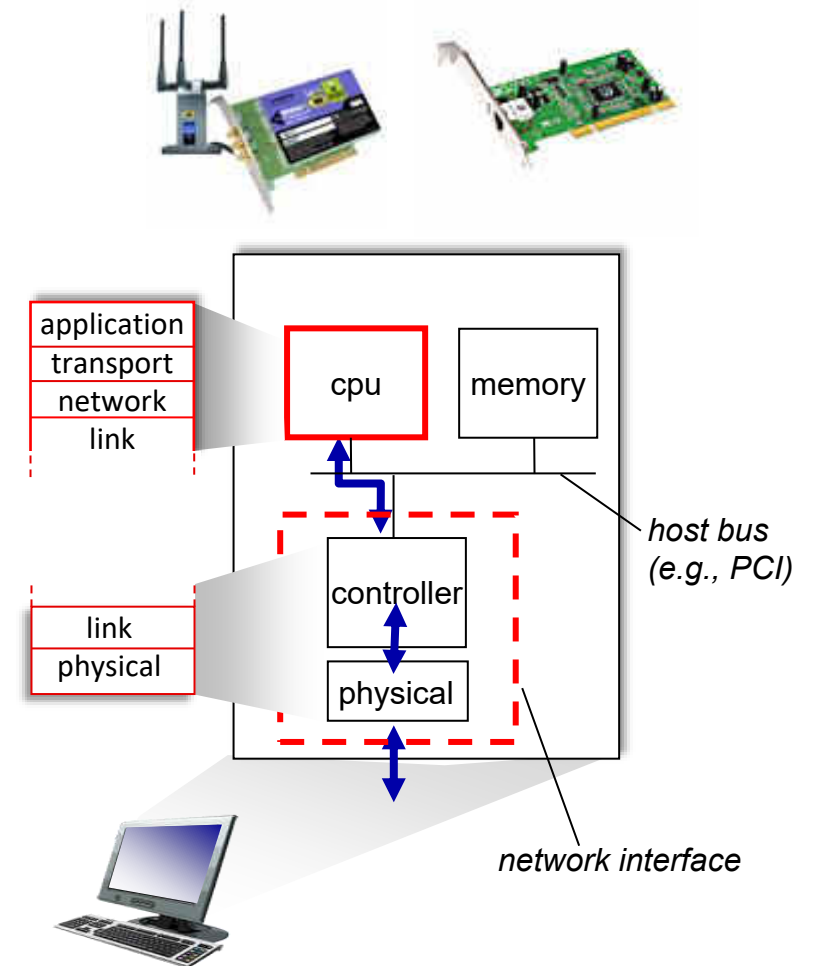 application
transport
network
link
cpu
memory
host bus
(e.g., PCI)
controller
link
physical
physical
network interface